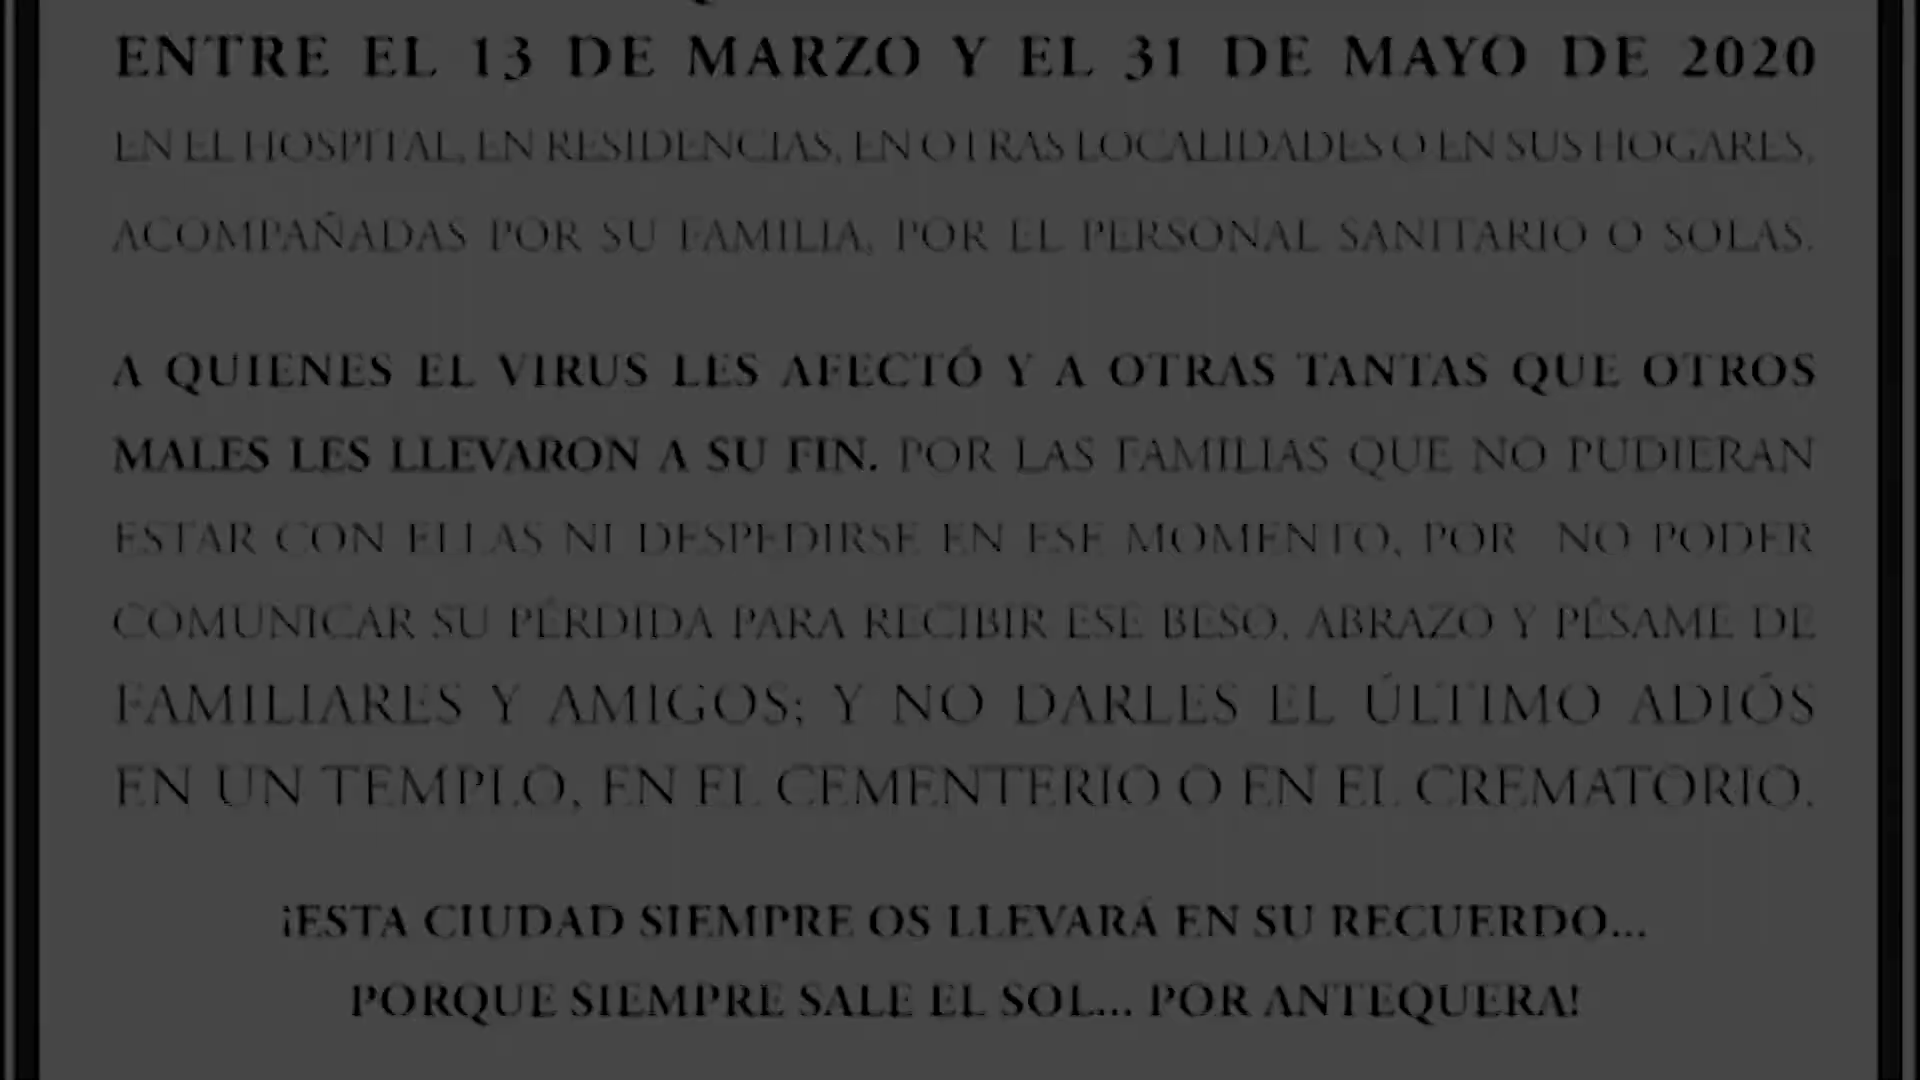 ENTRE EL 13 DE MARZO Y EL 31 DE MAYO DE 2020
EN EL HOSPITAL, EN RESIDENCIAS, EN OTRAS LOCALIDADES O EN SUS HOGARES,
ACOMPAÑADAS POR SU FAMILIA, POR EL PERSONAL SANITARIO O SOLAS.
A QUIENES EL VIRUS LES AFECTÓ Y A OTRAS TANTAS QUE OTROS
MALES LES LLEVARON A SU FIN. POR LAS FAMILIAS QUE NO PUDIERAN
ESTAR CON ELLAS NI DESPEDIRSE EN ESE MOMENTO, POR NO PODER
COMUNICAR SU PÉRDIDA PARA RECIBIR ESE BESO, ABRAZO Y PÉSAME DE
FAMILIARES Y AMIGOS; Y NO DARLES EL ÚLTIMO ADIÓS
EN UN TEMPLO, EN EL CEMENTERIO O EN EL CREMATORIO.
¡ESTA CIUDAD SIEMPRE OS LLEVARÁ EN SU RECUERDO...
PORQUE SIEMPRE SALE EL SOL... POR ANTEQUERA!